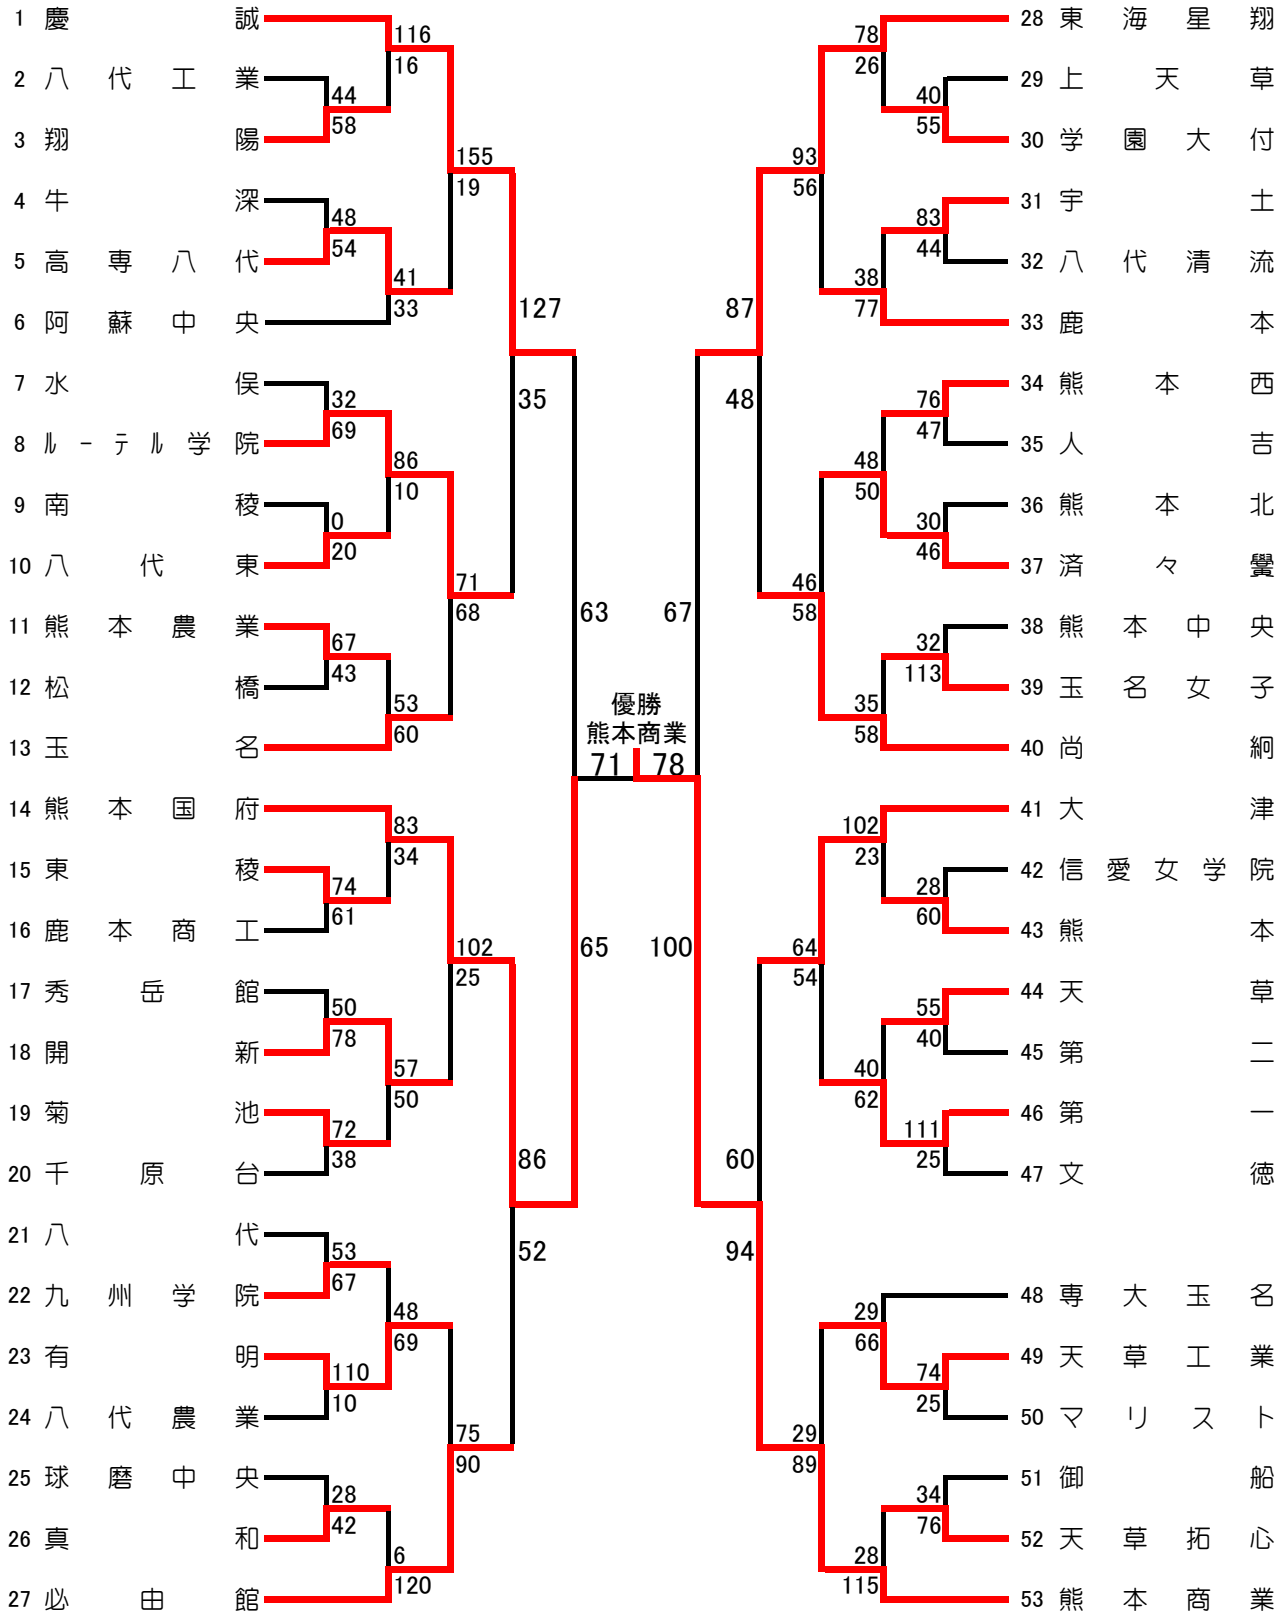 1 慶誠
2 八代工業
3 翔陽
4 牛深
5 高専八代
6 阿蘇中央
7 水俣
8 ルーテル学院
9 南稜
10 八代東
11 熊本農業
12 松橋
13 玉名
14 熊本国府
15 東稜
16 鹿本商工
17 秀岳館
18 開新
19 菊池
20 千原台
21 八代
22 九州学院
23 有明
24 八代農業
25 球磨中央
26 真和
27 必由館
44
58
48
54
32
69
0
20
67
43
74
61
50
78
72
38
53
67
110
10
28
42
116
16
41
33
86
10
53
60
83
34
57
50
48
69
6
120
155
19
71
68
102
25
75
90
127
35
86
52
63
65
優勝
熊本商業
71 78
67
100
87
48
60
94
93
56
46
58
64
54
29
89
78
26
38
77
48
50
35
58
102
23
40
62
29
66
28
115
40
55
83
44
76
47
30
46
32
113
28
60
55
40
111
25
74
25
34
76
28 東海星翔
29 上天草
30 学園大付
31 宇土
32 八代清流
33 鹿本
34 熊本西
35 人吉
36 熊本北
37 済々黌
38 熊本中央
39 玉名女子
40 尚絅
41 大津
42 信愛女学院
43 熊本
44 天草
45 第二
46 第一
47 文徳
48 専大玉名
49 天草工業
50 マリスト
51 御船
52 天草拓心
53 熊本商業